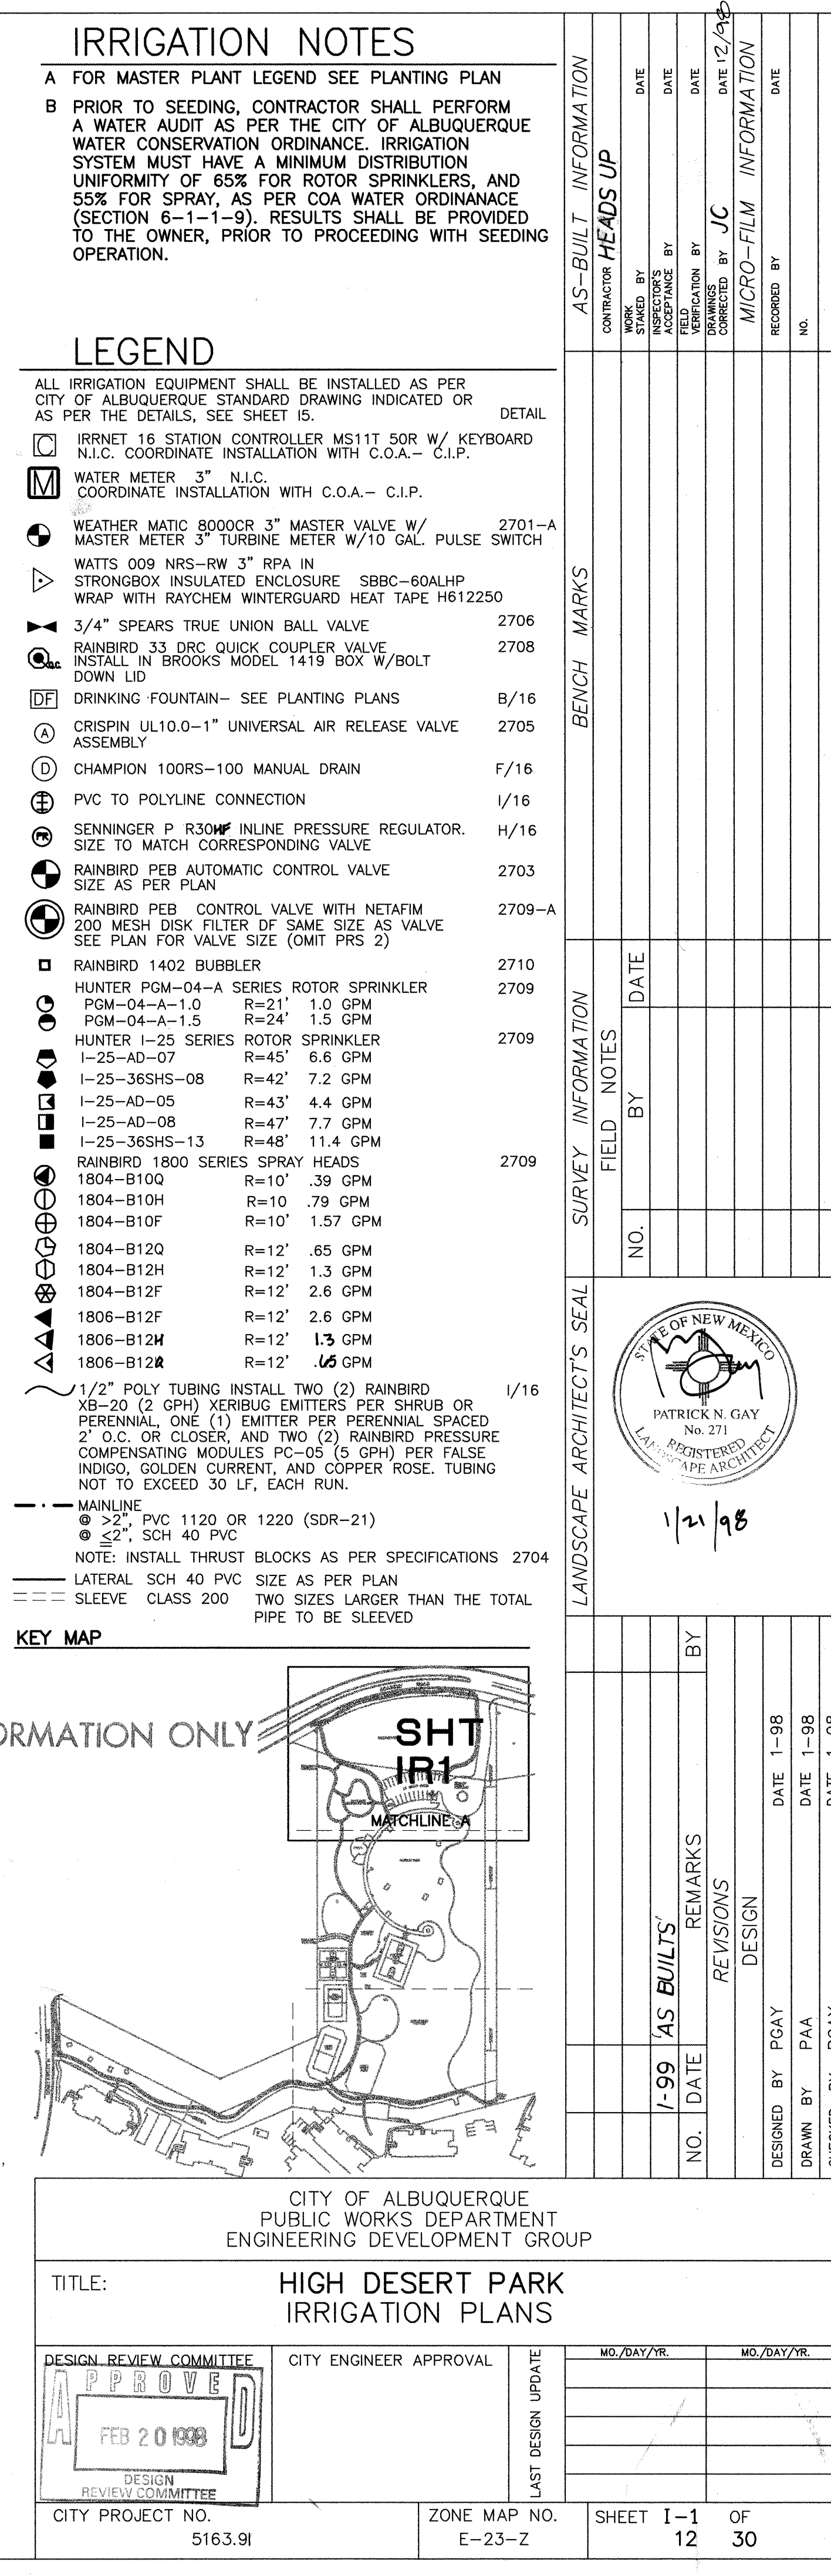 IRRIGATION NOTES
A FOR MASTER PLANT LEGEND SEE PLANTING PLAN
B PRIOR TO SEEDING, CONTRACTOR SHALL PERFORM
A WATER AUDIT AS PER THE CITY OF ALBUQUERQUE
WATER CONSERVATION ORDINANCE. IRRIGATION
SYSTEM MUST HAVE A MINIMUM DISTRIBUTION
UNIFORMITY OF 65% FOR ROTOR SPRINKLERS, AND
55% FOR SPRAY, AS PER COA WATER ORDINANACE
(SECTION 6-1-1-9). RESULTS SHALL BE PROVIDED
TO THE OWNER, PRIOR TO PROCEEDING WITH SEEDING
OPERATION.
LEGEND
ALL IRRIGATION EQUIPMENT SHALL BE INSTALLED AS PER
CITY OF ALBUQUERQUE STANDARD DRAWING INDICATED OR
AS PER THE DETAILS, SEE SHEET I5. DETAIL
C IRRNET 16 STATION CONTROLLER MS11T 50R W/ KEYBOARD
N.I.C. COORDINATE INSTALLATION WITH C.O.A.- C.I.P.
M WATER METER 3" N.I.C.
COORDINATE INSTALLATION WITH C.O.A.- C.I.P.
WEATHER MATIC 8000CR 3" MASTER VALVE W/ 2701-A
MASTER METER 3" TURBINE METER W/10 GAL. PULSE SWITCH
WATTS 009 NRS-RW 3" RPA IN
STRONGBOX INSULATED ENCLOSURE SBBC-60ALHP
WRAP WITH RAYCHEM WINTERGUARD HEAT TAPE H612250
3/4" SPEARS TRUE UNION BALL VALVE 2706
RAINBIRD 33 DRC QUICK COUPLER VALVE 2708
INSTALL IN BROOKS MODEL 1419 BOX W/BOLT
DOWN LID
DF DRINKING FOUNTAIN- SEE PLANTING PLANS B/16
A CRISPIN UL10.0-1" UNIVERSAL AIR RELEASE VALVE 2705
ASSEMBLY
D CHAMPION 100RS-100 MANUAL DRAIN F/16
PVC TO POLYLINE CONNECTION I/16
PR SENNINGER P R30HF INLINE PRESSURE REGULATOR. H/16
SIZE TO MATCH CORRESPONDING VALVE
RAINBIRD PEB AUTOMATIC CONTROL VALVE 2703
SIZE AS PER PLAN
RAINBIRD PEB CONTROL VALVE WITH NETAFIM 2709-A
200 MESH DISK FILTER DF SAME SIZE AS VALVE
SEE PLAN FOR VALVE SIZE (OMIT PRS 2)
RAINBIRD 1402 BUBBLER 2710
HUNTER PGM-04-A SERIES ROTOR SPRINKLER 2709
PGM-04-A-1.0 R=21' 1.0 GPM
PGM-04-A-1.5 R=24' 1.5 GPM
HUNTER I-25 SERIES ROTOR SPRINKLER 2709
I-25-AD-07 R=45' 6.6 GPM
I-25-36SHS-08 R=42' 7.2 GPM
I-25-AD-05 R=43' 4.4 GPM
I-25-AD-08 R=47' 7.7 GPM
I-25-36SHS-13 R=48' 11.4 GPM
RAINBIRD 1800 SERIES SPRAY HEADS 2709
1804-B10Q R=10' .39 GPM
1804-B10H R=10 .79 GPM
1804-B10F R=10' 1.57 GPM
1804-B12Q R=12' .65 GPM
1804-B12H R=12' 1.3 GPM
1804-B12F R=12' 2.6 GPM
1806-B12F R=12' 2.6 GPM
1806-B12H R=12' 1.3 GPM
1806-B12Q R=12' .65 GPM
1/2" POLY TUBING INSTALL TWO (2) RAINBIRD I/16
XB-20 (2 GPH) XERIBUG EMITTERS PER SHRUB OR
PERENNIAL, ONE (1) EMITTER PER PERENNIAL SPACED
2' O.C. OR CLOSER, AND TWO (2) RAINBIRD PRESSURE
COMPENSATING MODULES PC-05 (5 GPH) PER FALSE
INDIGO, GOLDEN CURRENT, AND COPPER ROSE. TUBING
NOT TO EXCEED 30 LF, EACH RUN.
MAINLINE
@ >2", PVC 1120 OR 1220 (SDR-21)
@ ≤2", SCH 40 PVC
NOTE: INSTALL THRUST BLOCKS AS PER SPECIFICATIONS 2704
LATERAL SCH 40 PVC SIZE AS PER PLAN
SLEEVE CLASS 200 TWO SIZES LARGER THAN THE TOTAL
PIPE TO BE SLEEVED
KEY MAP
ORMATION ONLY
SHT
IR1
MATCHLINE A
AS-BUILT INFORMATION
CONTRACTOR HEADS UP
WORK STAKED BY DATE
INSPECTOR'S ACCEPTANCE BY DATE
FIELD VERIFICATION BY DATE
DRAWINGS CORRECTED BY JC DATE 12/98
MICRO-FILM INFORMATION
RECORDED BY DATE
NO.
BENCH MARKS
SURVEY INFORMATION
FIELD NOTES
NO. BY DATE
LANDSCAPE ARCHITECT'S SEAL
STATE OF NEW MEXICO
PATRICK N. GAY
No. 271
REGISTERED
LANDSCAPE ARCHITECT
1/21/98
1-99 'AS BUILTS'
NO. DATE REMARKS BY
REVISIONS
DESIGN
DESIGNED BY PGAY DATE 1-98
DRAWN BY PAA DATE 1-98
CITY OF ALBUQUERQUE
PUBLIC WORKS DEPARTMENT
ENGINEERING DEVELOPMENT GROUP
TITLE: HIGH DESERT PARK
IRRIGATION PLANS
DESIGN REVIEW COMMITTEE
APPROVED
FEB 20 1998
DESIGN
REVIEW COMMITTEE
CITY ENGINEER APPROVAL
LAST DESIGN UPDATE
MO./DAY/YR. MO./DAY/YR.
CITY PROJECT NO.
5163.91
ZONE MAP NO.
E-23-Z
SHEET I-1 OF
12 30